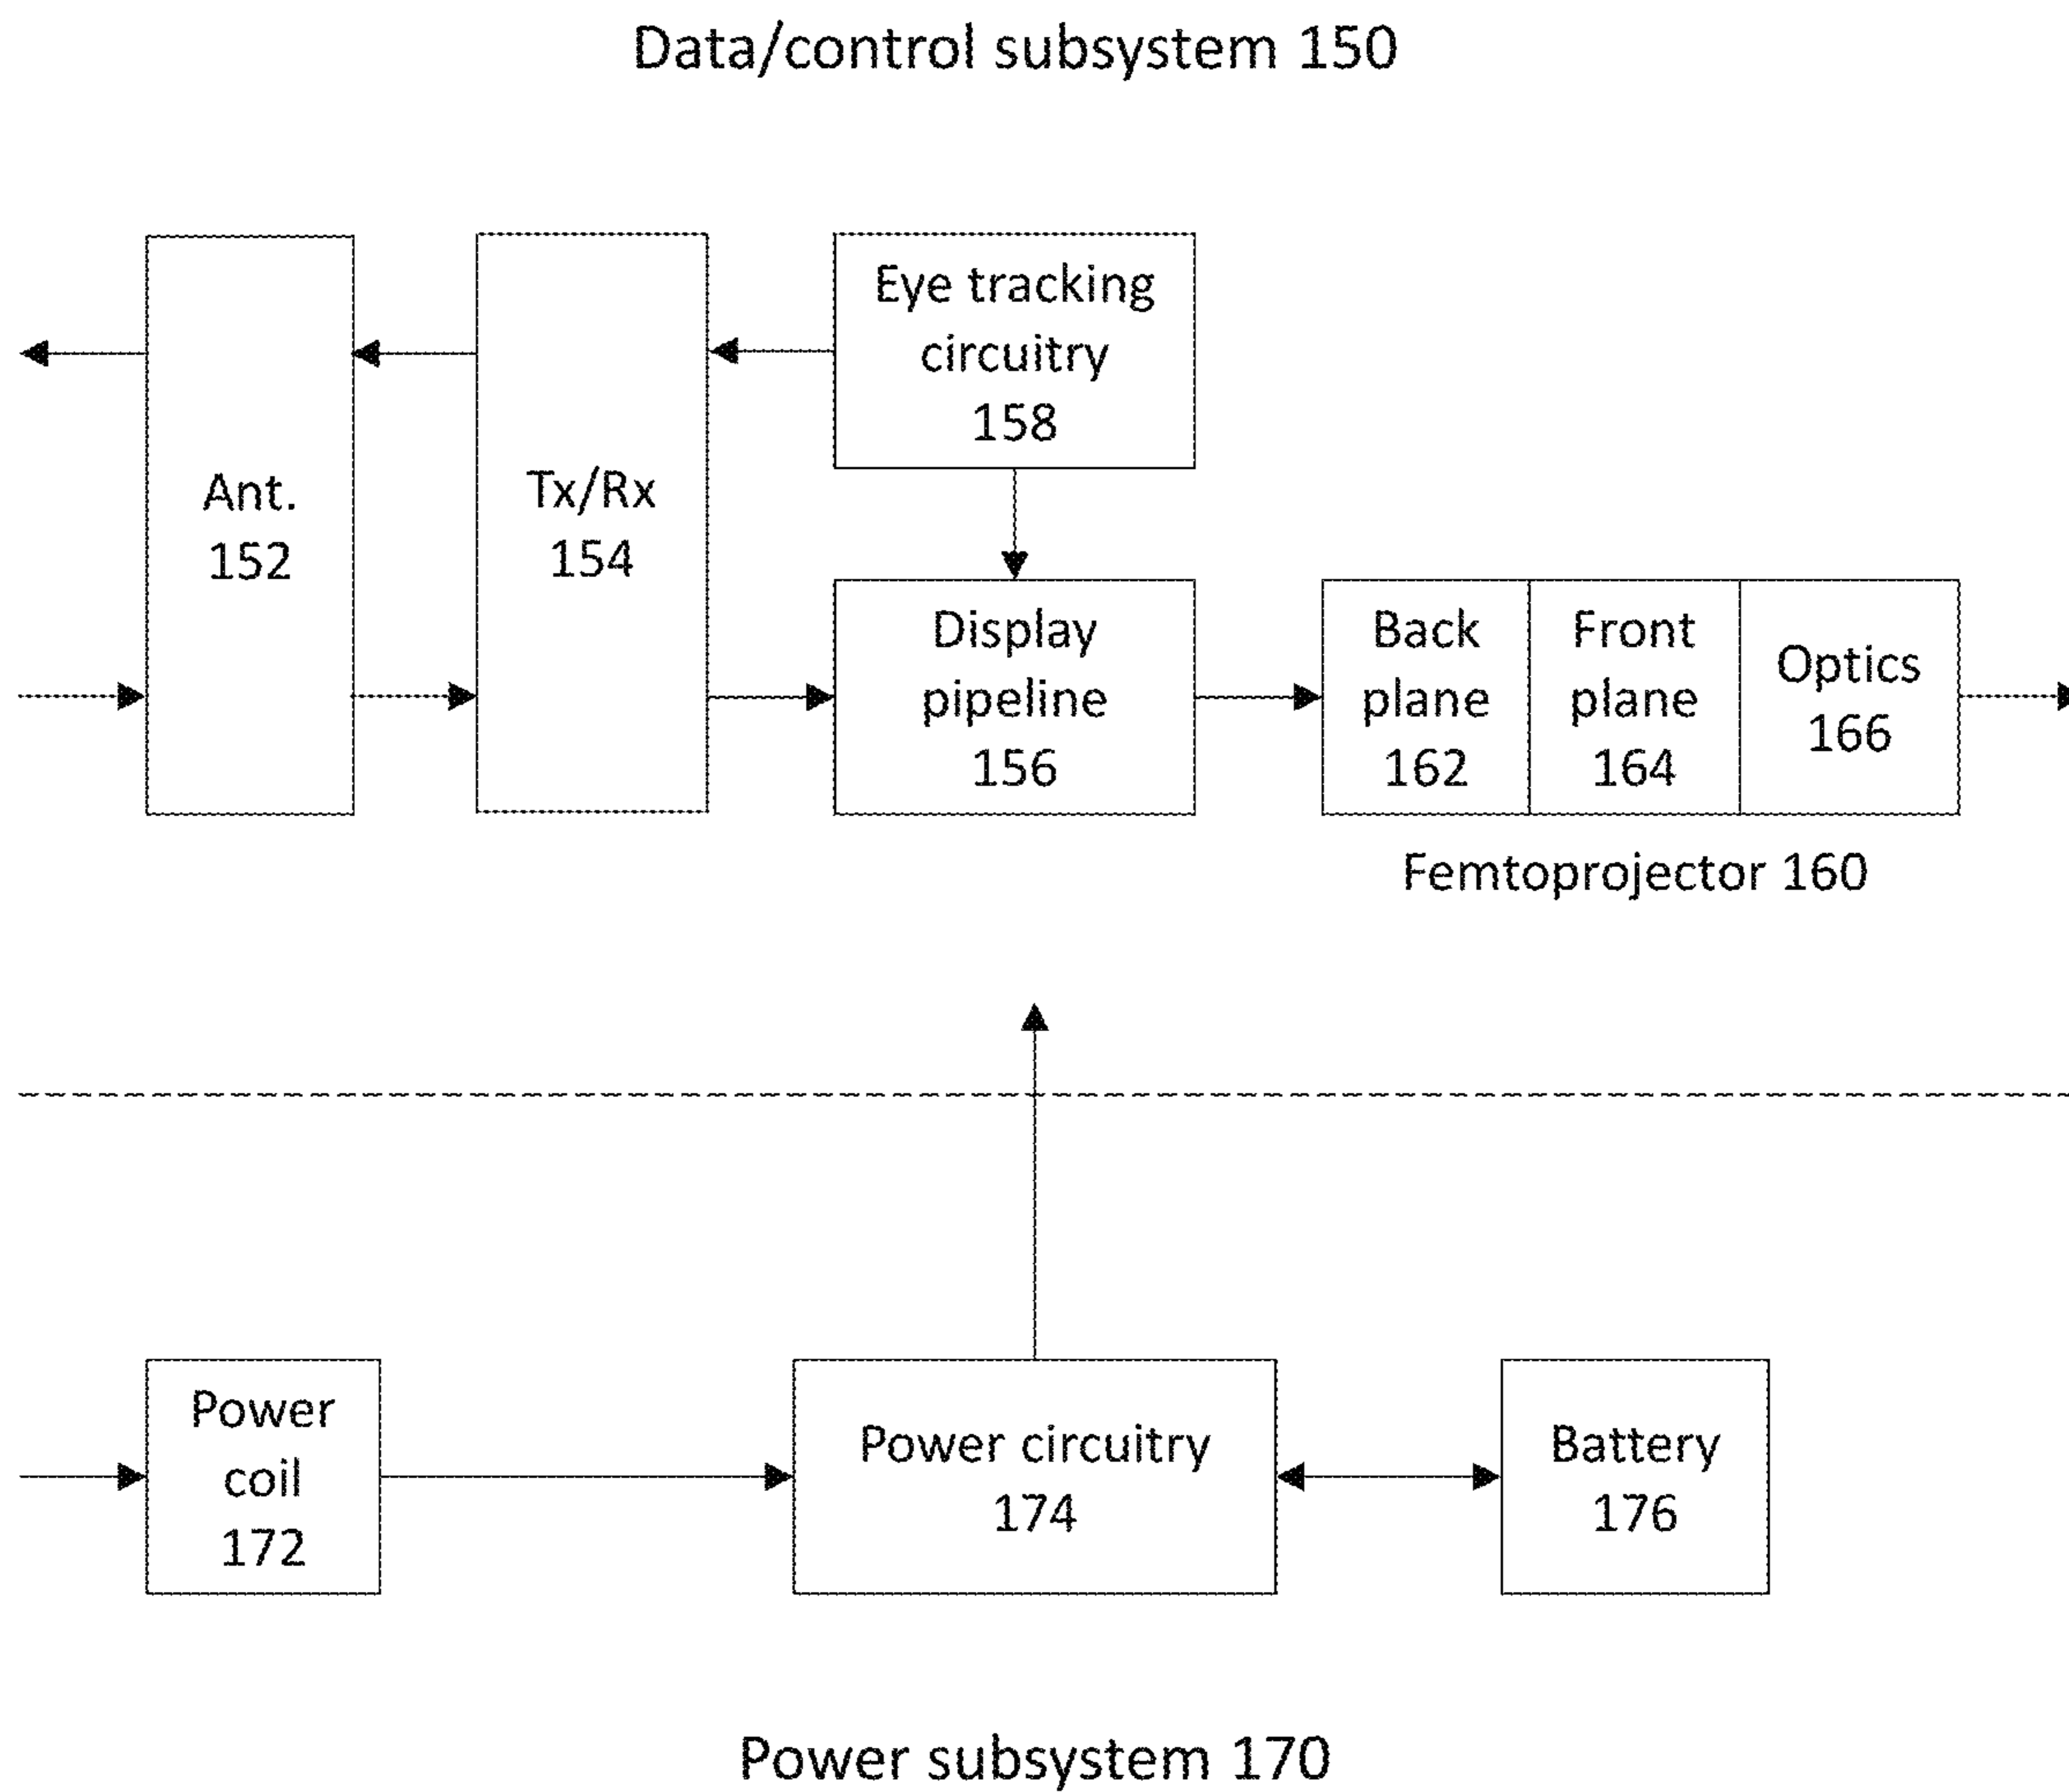 Data/control subsystem 150
Ant.
152
Tx/Rx
154
Eye tracking
circuitry
158
Display
pipeline
156
Back
plane
162
Front
plane
164
Optics
166
Femtoprojector 160
Power
coil
172
Power circuitry
174
Battery
176
Power subsystem 170